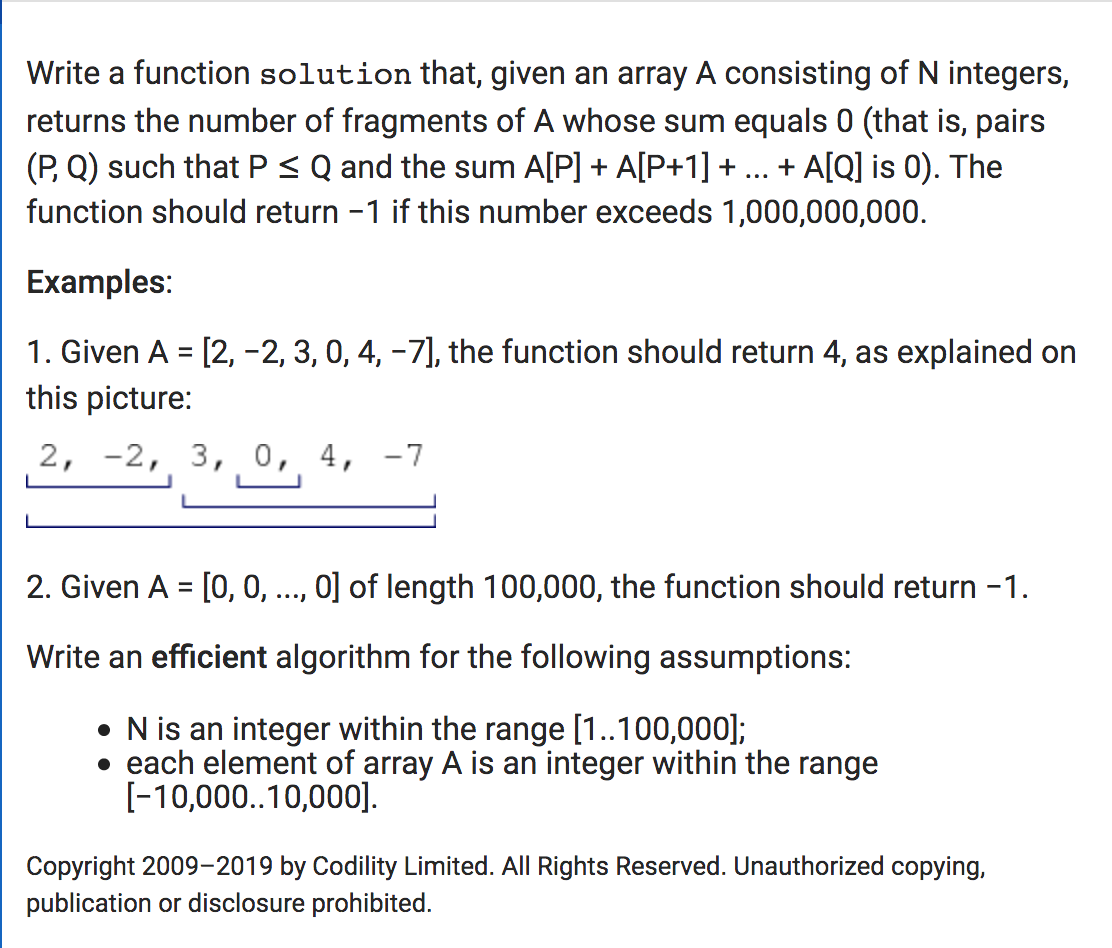 Write a function solution that, given an array A consisting of N integers,
returns the number of fragments of A whose sum equals 0 (that is, pairs
(P, Q) such that P ≤ Q and the sum A[P] + A[P+1] + ... + A[Q] is 0). The
function should return −1 if this number exceeds 1,000,000,000.
Examples:
1. Given A = [2, −2, 3, 0, 4, −7], the function should return 4, as explained on
this picture:
2, -2, 3, 0, 4, -7
2. Given A = [0, 0, ..., 0] of length 100,000, the function should return −1.
Write an efficient algorithm for the following assumptions:
• N is an integer within the range [1..100,000];
• each element of array A is an integer within the range
[−10,000..10,000].
Copyright 2009–2019 by Codility Limited. All Rights Reserved. Unauthorized copying,
publication or disclosure prohibited.